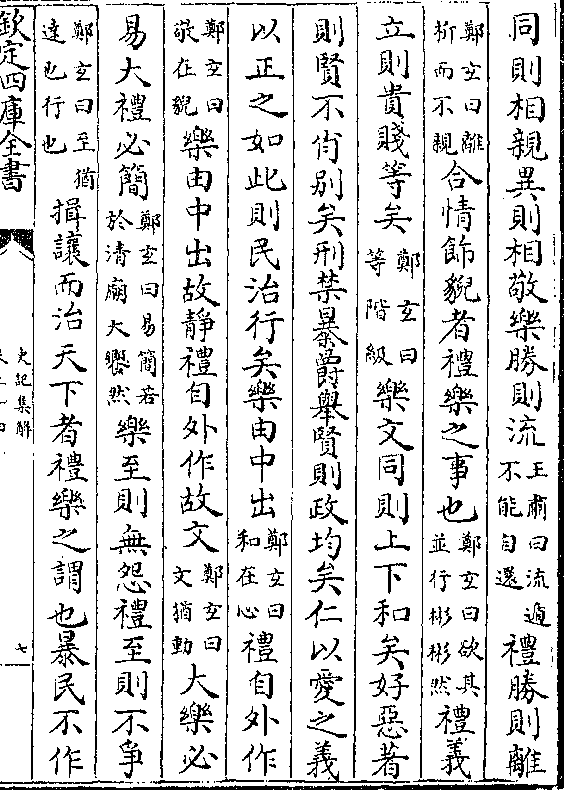 同則相親異則相敬樂勝則流王肅曰流遁不能自還禮勝則離
鄭玄曰離析而不親合情飾貌者禮樂之事也鄭玄曰欲其並行彬彬然禮義
立則貴賤等矣鄭玄曰等階級樂文同則上下和矣好惡著
則賢不肖別矣刑禁暴爵舉賢則政均矣仁以愛之義
以正之如此則民治行矣樂由中出鄭玄曰和在心禮自外作
鄭玄曰敬在貌樂由中出故靜禮自外作故文鄭玄曰文猶動大樂必
易大禮必簡鄭玄曰易簡若於清廟大饗然樂至則無怨禮至則不爭
鄭玄曰至猶達也行也揖讓而治天下者禮樂之謂也暴民不作
欽定四庫全書
史記集解
七